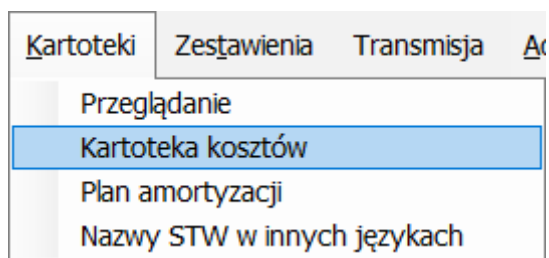 Kartoteki Zestawienia Transmisja
Przeglądanie
Kartoteka kosztów
Plan amortyzacji
Nazwy STW w innych językach